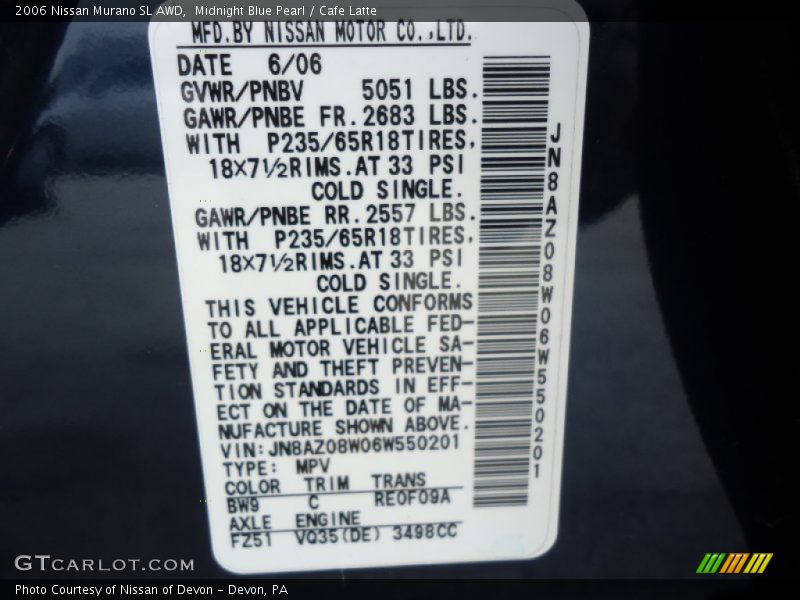 2006 Nissan Murano SL AWD, Midnight Blue Pearl / Cafe Latte
MFD.BY NISSAN MOTOR CO.,LTD.
DATE 6/06
GVWR/PNBV 5051 LBS.
GAWR/PNBE FR.2683 LBS.
WITH P235/65R18TIRES,
18X7½RIMS.AT 33 PSI
COLD SINGLE.
GAWR/PNBE RR.2557 LBS.
WITH P235/65R18TIRES,
18X7½RIMS.AT 33 PSI
COLD SINGLE.
THIS VEHICLE CONFORMS
TO ALL APPLICABLE FED-
ERAL MOTOR VEHICLE SA-
FETY AND THEFT PREVEN-
TION STANDARDS IN EFF-
ECT ON THE DATE OF MA-
NUFACTURE SHOWN ABOVE.
VIN:JN8AZ08W06W550201
TYPE: MPV
COLOR TRIM TRANS
BW9 C RE0F09A
AXLE ENGINE
FZ51 VQ35(DE) 3498CC
JN8AZ08W06W550201
GTCARLOT.COM
Photo Courtesy of Nissan of Devon - Devon, PA